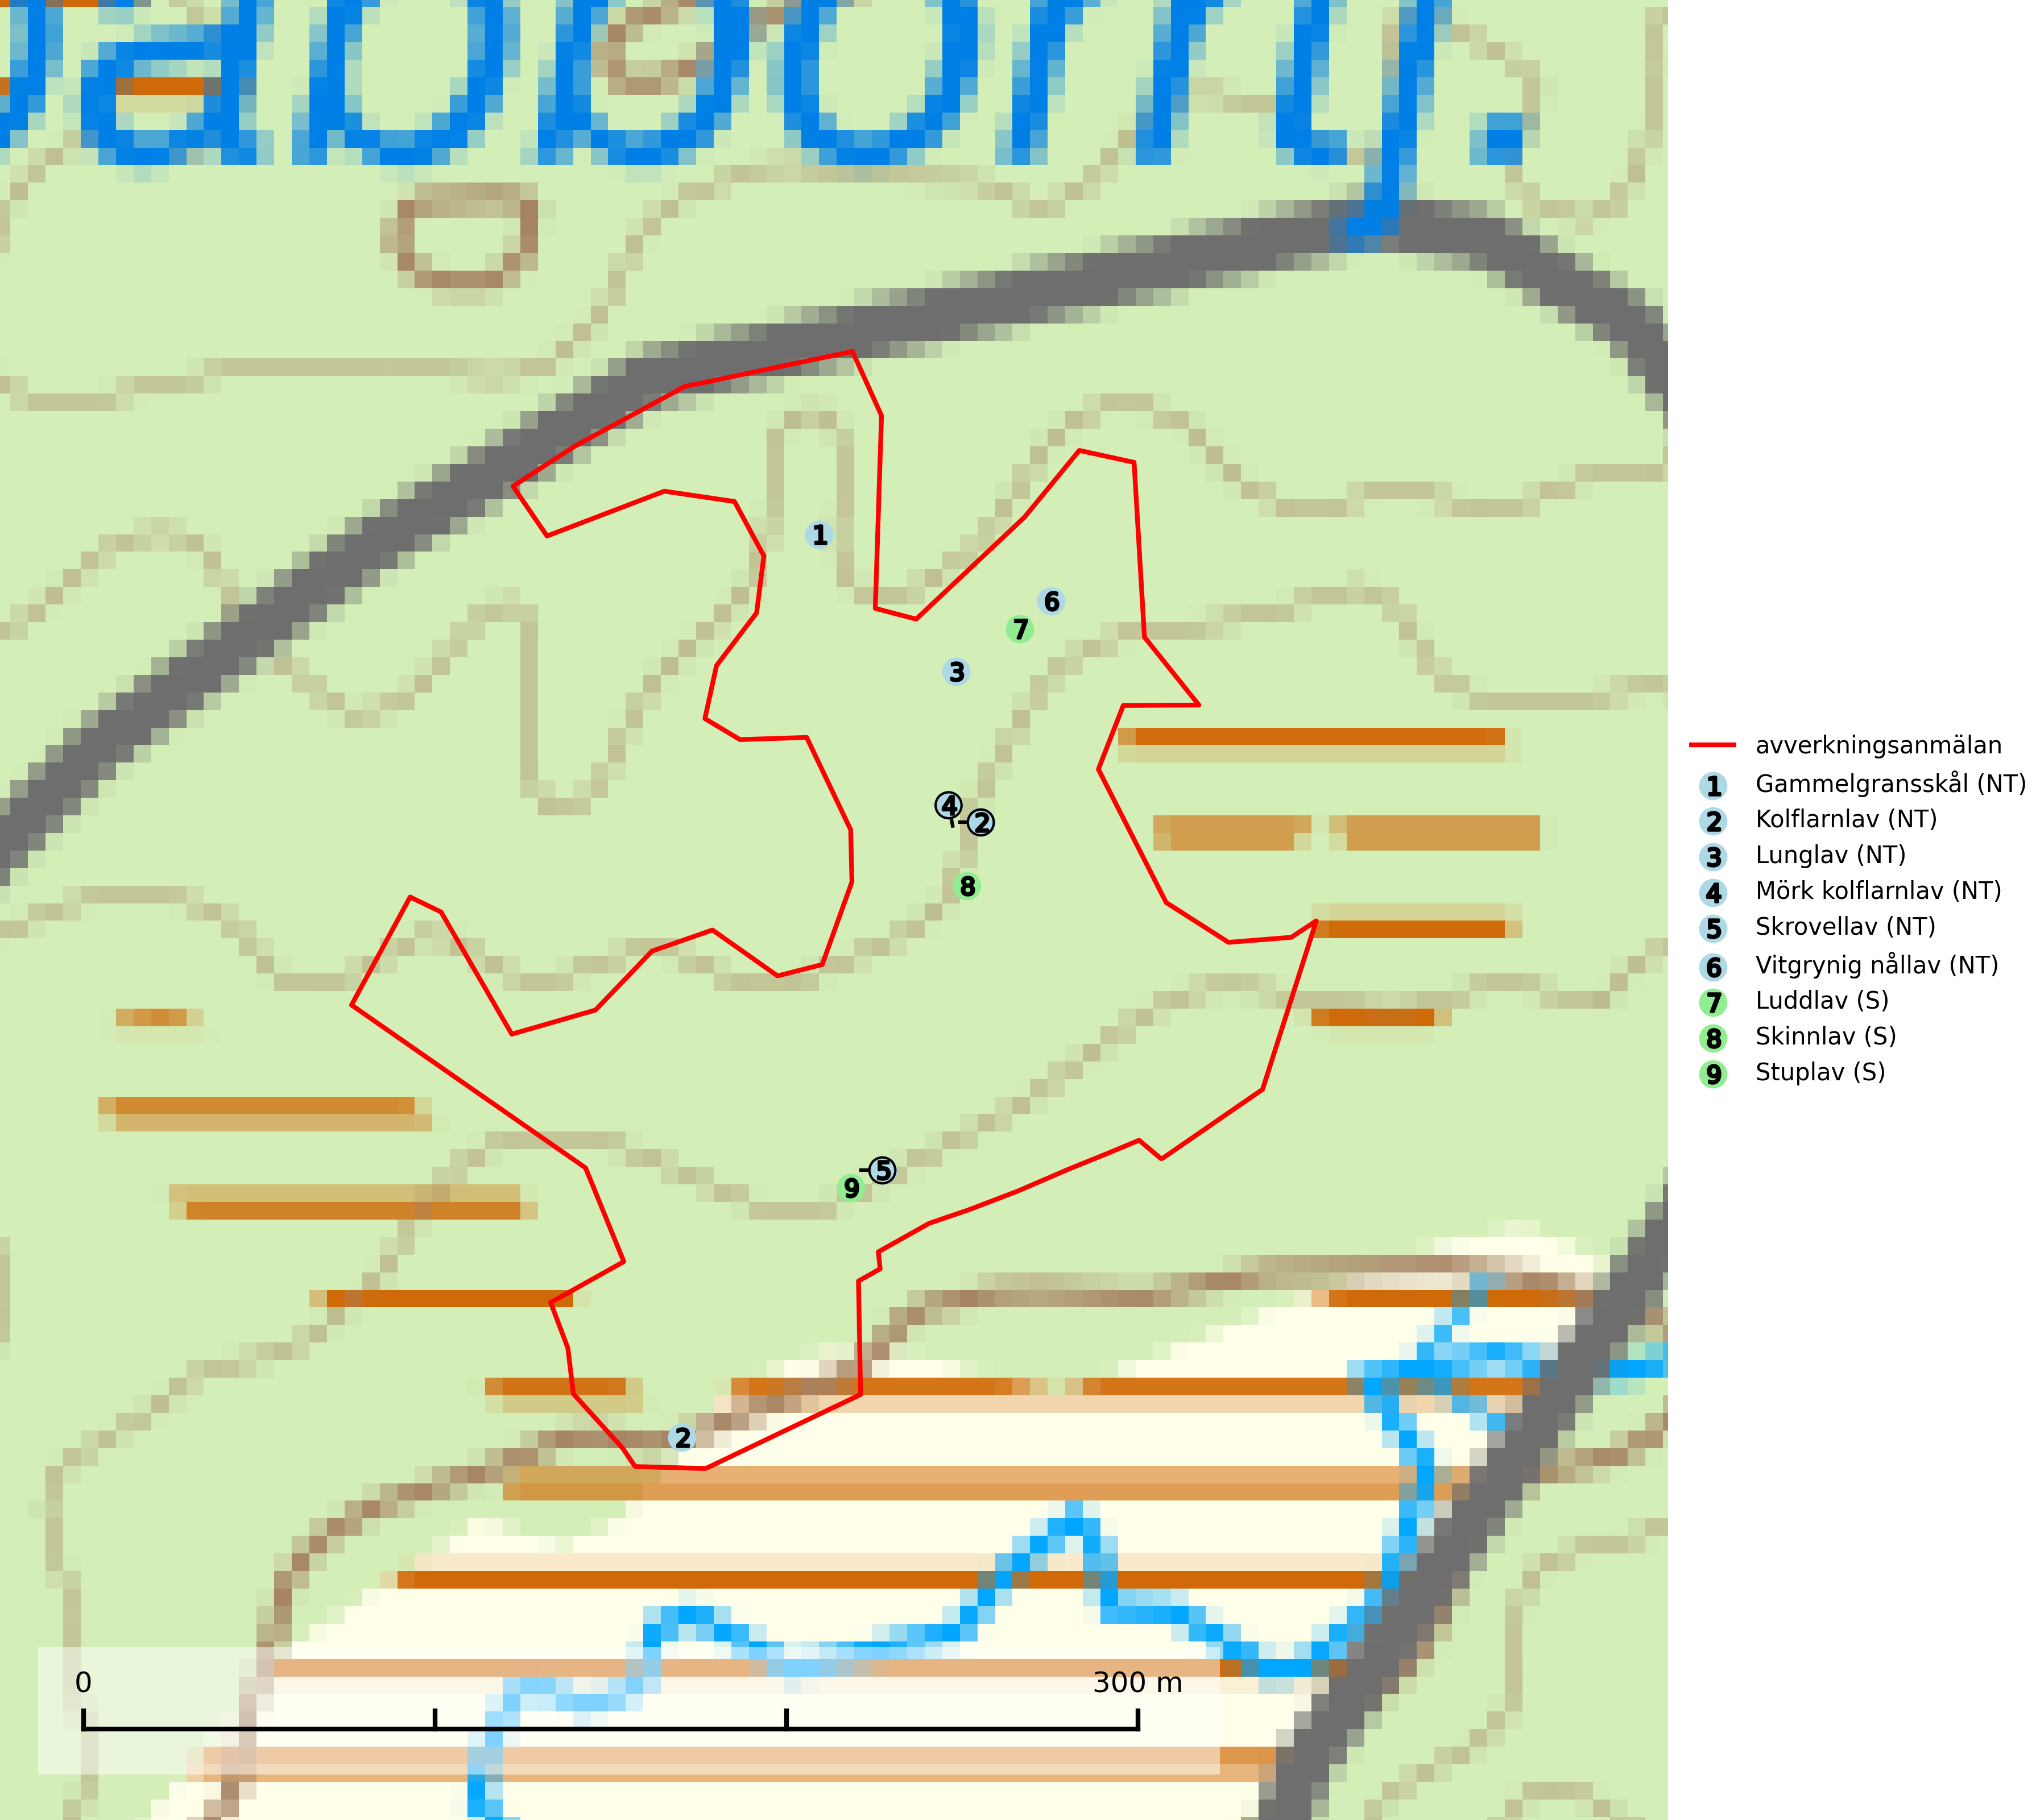 1
6
7
3
4
2
8
5
9
2
0 300 m
avverkningsanmälan
1 Gammelgransskål (NT)
2 Kolflarnlav (NT)
3 Lunglav (NT)
4 Mörk kolflarnlav (NT)
5 Skrovellav (NT)
6 Vitgrynig nållav (NT)
7 Luddlav (S)
8 Skinnlav (S)
9 Stuplav (S)